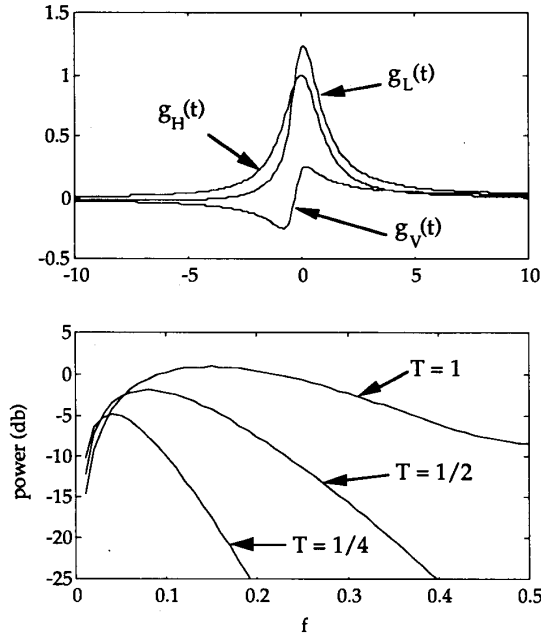 1.5
g_L(t)
1
g_H(t)
0.5
0
g_V(t)
-0.5
-10 -5 0 5 10
5
0
T = 1
-5
power (db)
-10
T = 1/2
-15
-20
T = 1/4
-25
0 0.1 0.2 0.3 0.4 0.5
f